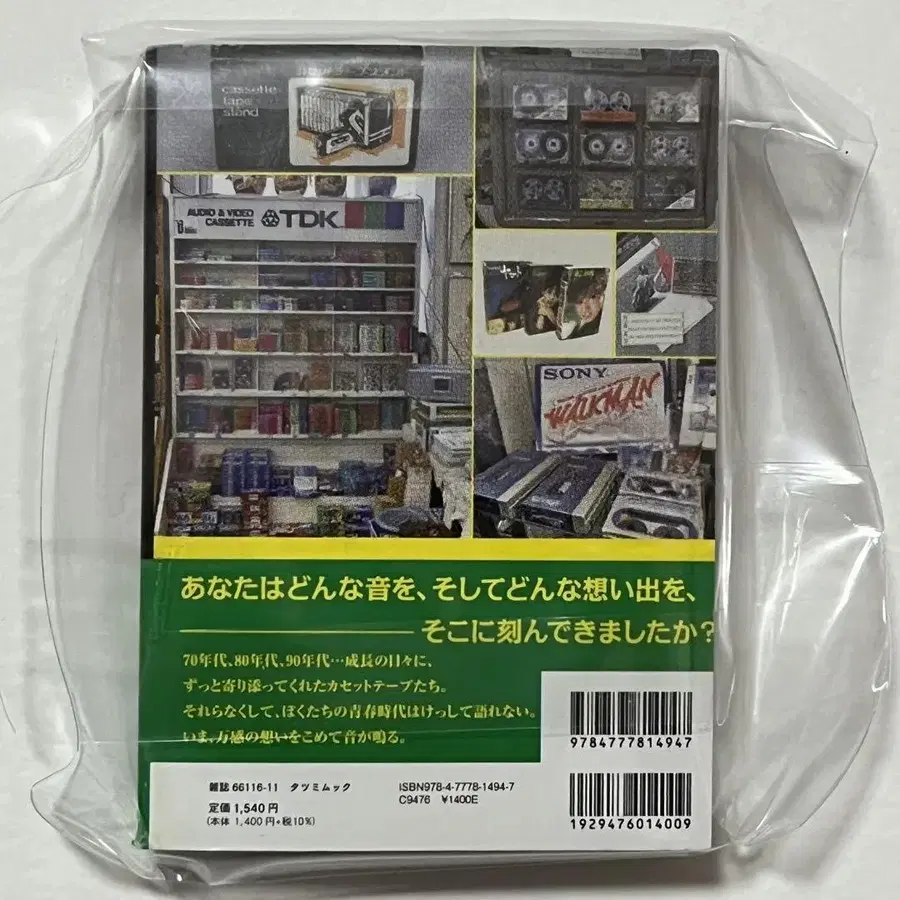 cassette
tape
stand
AUDIO & VIDEO
CASSETTE
TDK
SONY
WALKMAN
あなたはどんな音を、そしてどんな想い出を、
そこに刻んできましたか?
70年代、80年代、90年代…成長の日々に、
ずっと寄り添ってくれたカセットテープたち。
それらなくして、ぼくたちの青春時代はけっして語れない。
いま、万感の想いをこめて音が鳴る。
9784777814947
雑誌 66116-11 タツミムック
ISBN978-4-7778-1494-7
定価 1,540 円
C9476 ¥1400E
(本体 1,400 円+税10%)
1929476014009